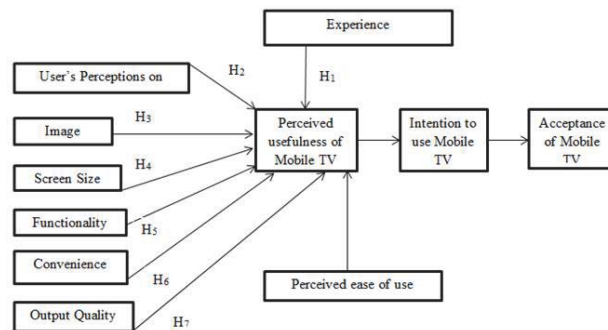 Experience
User's Perceptions on
H2
H1
Image
H3
Perceived
usefulness of
Mobile TV
Intention to
use Mobile
TV
Acceptance
of Mobile
TV
Screen Size
H4
Functionality
H5
Convenience
H6
Perceived ease of use
Output Quality
H7